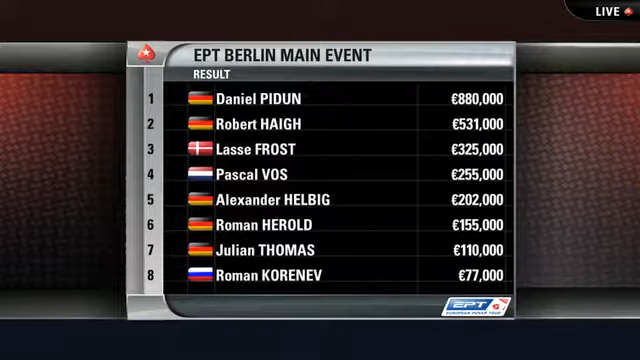 LIVE
EPT BERLIN MAIN EVENT
RESULT
1 Daniel PIDUN €880,000
2 Robert HAIGH €531,000
3 Lasse FROST €325,000
4 Pascal VOS €255,000
5 Alexander HELBIG €202,000
6 Roman HEROLD €155,000
7 Julian THOMAS €110,000
8 Roman KORENEV €77,000
EPT
EUROPEAN POKER TOUR